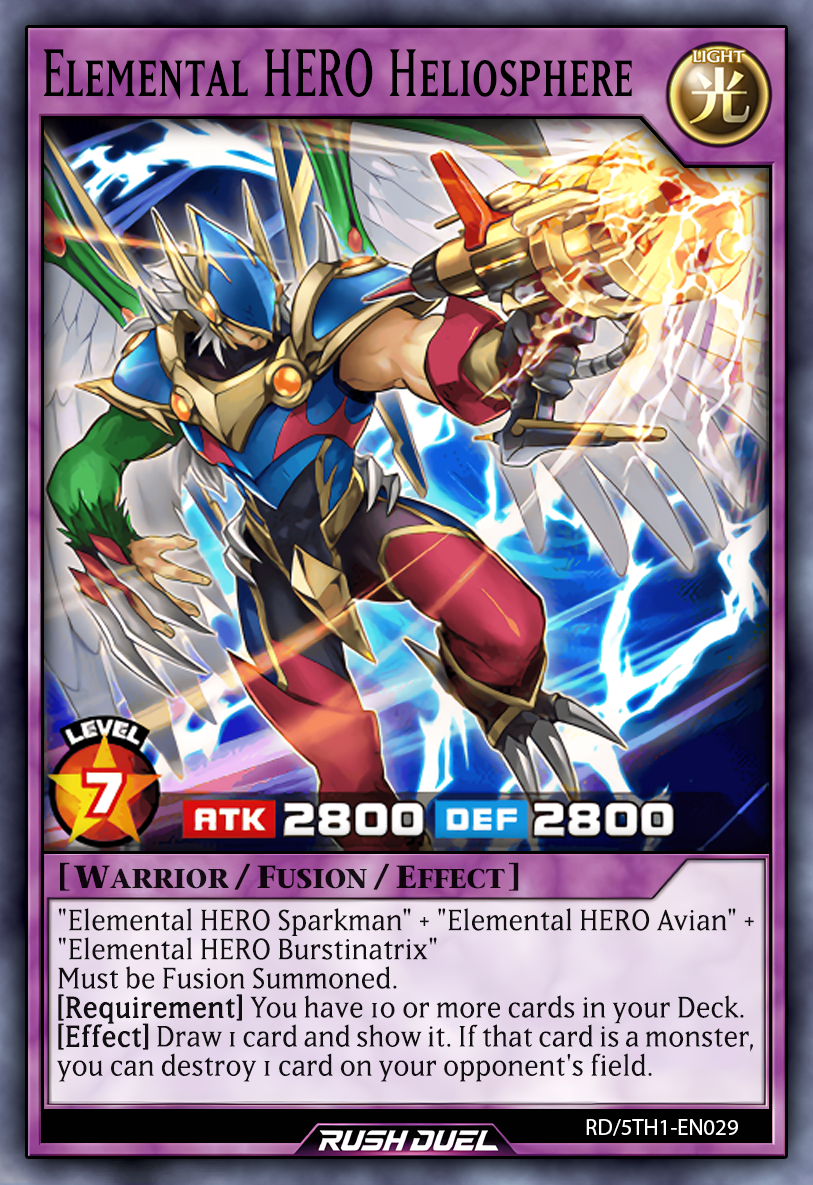 Elemental HERO Heliosphere
LIGHT
光
LEVEL
7
ATK 2800 DEF 2800
[ Warrior / Fusion / Effect ]
"Elemental HERO Sparkman" + "Elemental HERO Avian" +
"Elemental HERO Burstinatrix"
Must be Fusion Summoned.
[Requirement] You have 10 or more cards in your Deck.
[Effect] Draw 1 card and show it. If that card is a monster,
you can destroy 1 card on your opponent's field.
RD/5TH1-EN029
RUSH DUEL